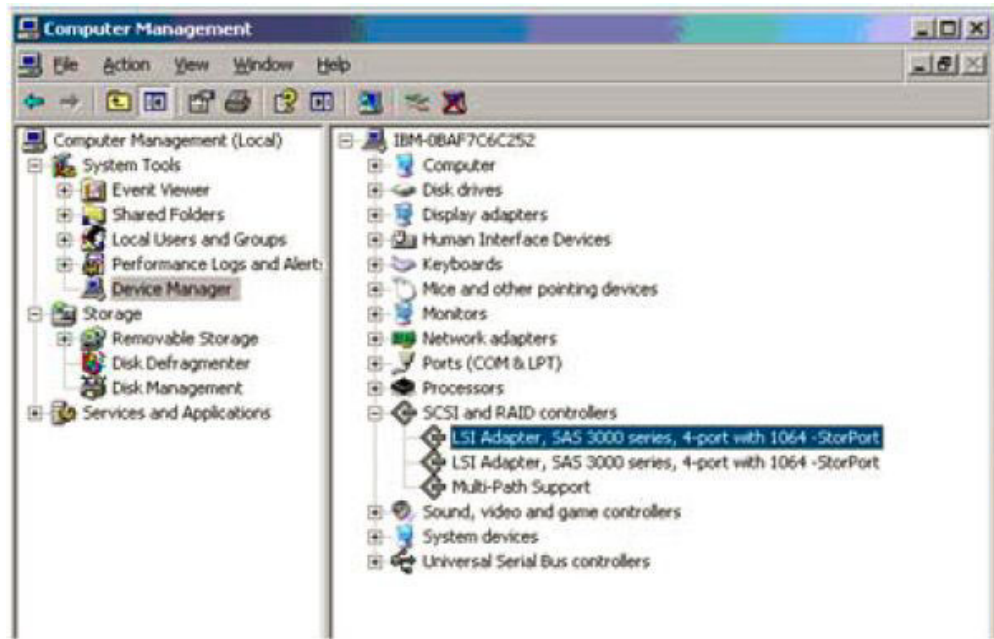 Computer Management
File Action View Window Help
Computer Management (Local)
System Tools
Event Viewer
Shared Folders
Local Users and Groups
Performance Logs and Alert:
Device Manager
Storage
Removable Storage
Disk Defragmenter
Disk Management
Services and Applications
IBM-0BAF7C6C252
Computer
Disk drives
Display adapters
Human Interface Devices
Keyboards
Mice and other pointing devices
Monitors
Network adapters
Ports (COM & LPT)
Processors
SCSI and RAID controllers
LSI Adapter, SAS 3000 series, 4-port with 1064 -StorPort
LSI Adapter, SAS 3000 series, 4-port with 1064 -StorPort
Multi-Path Support
Sound, video and game controllers
System devices
Universal Serial Bus controllers